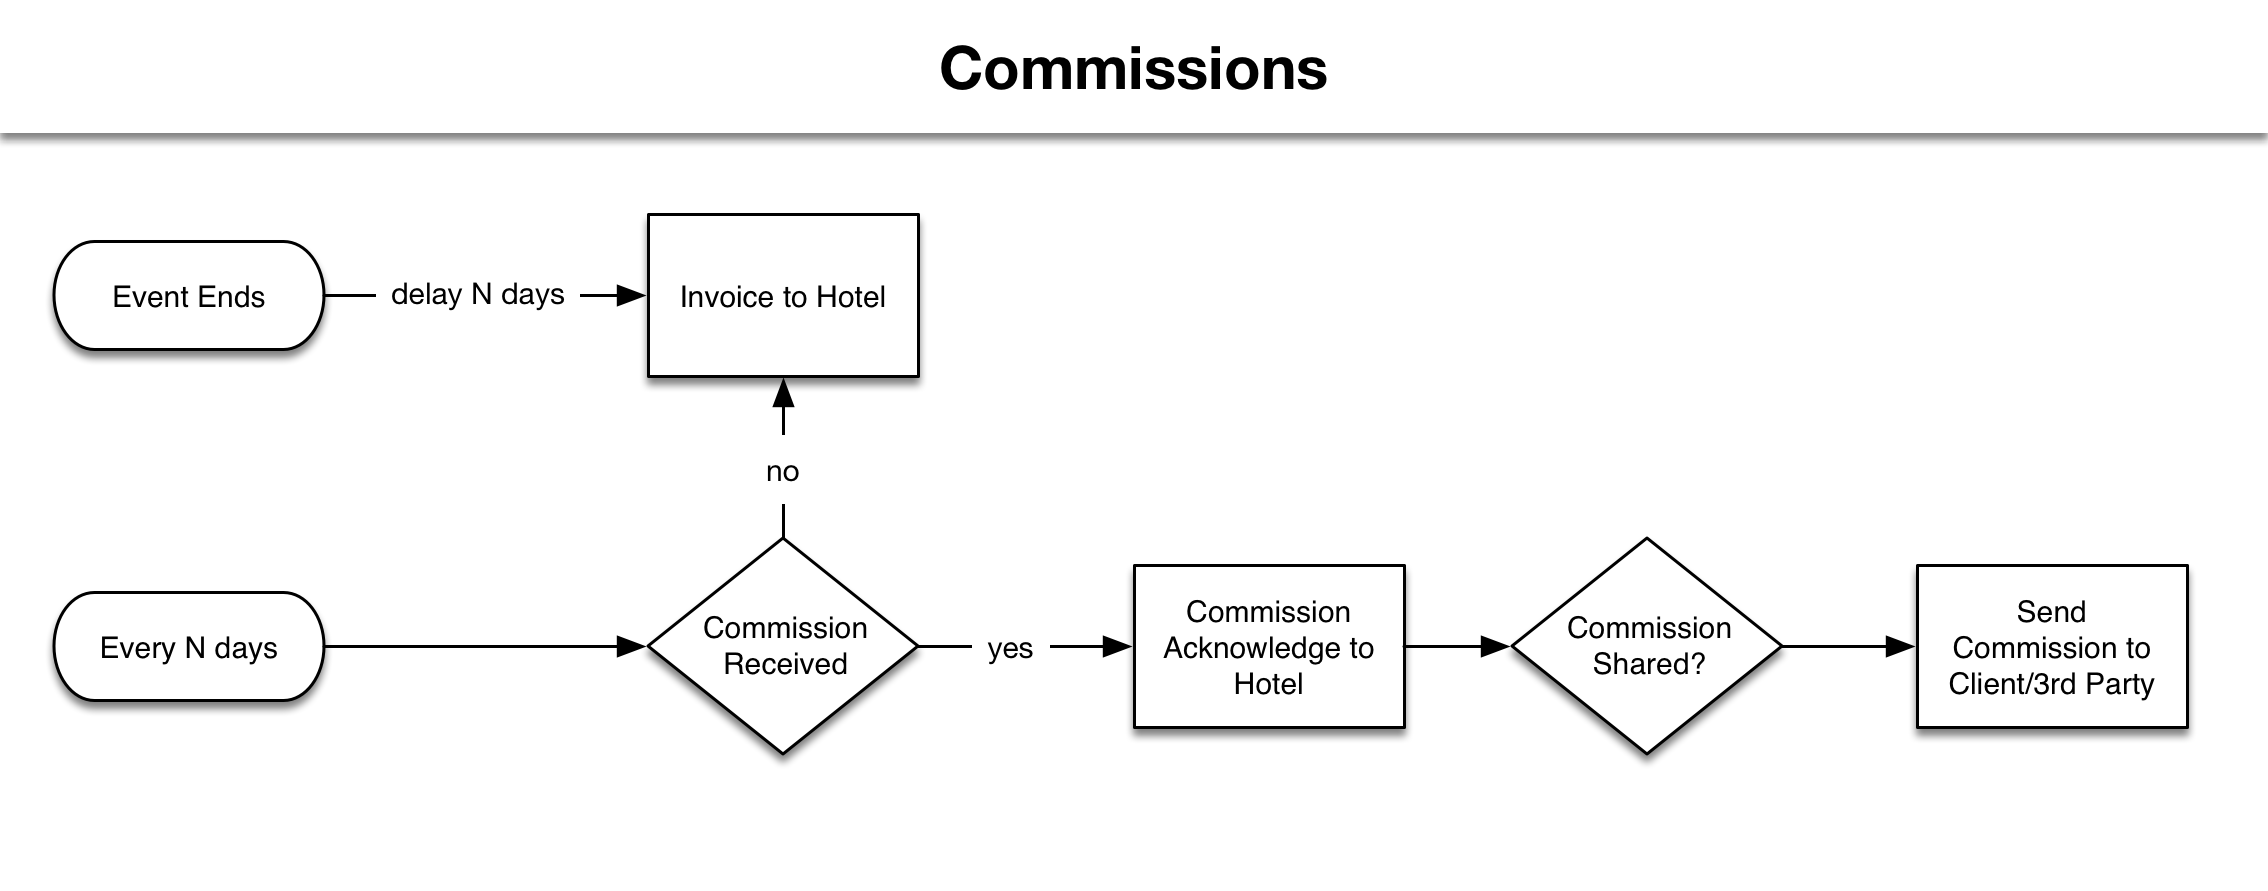 Commissions
Event Ends
delay N days
Invoice to Hotel
no
Every N days
Commission
Received
yes
Commission
Acknowledge to
Hotel
Commission
Shared?
Send
Commission to
Client/3rd Party